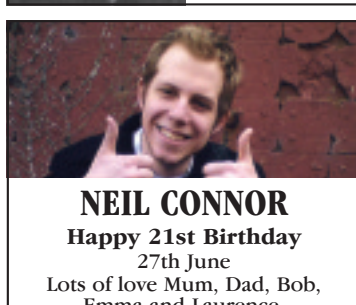 NEIL CONNOR
Happy 21st Birthday
27th June
Lots of love Mum, Dad, Bob,
Emma and Laurence